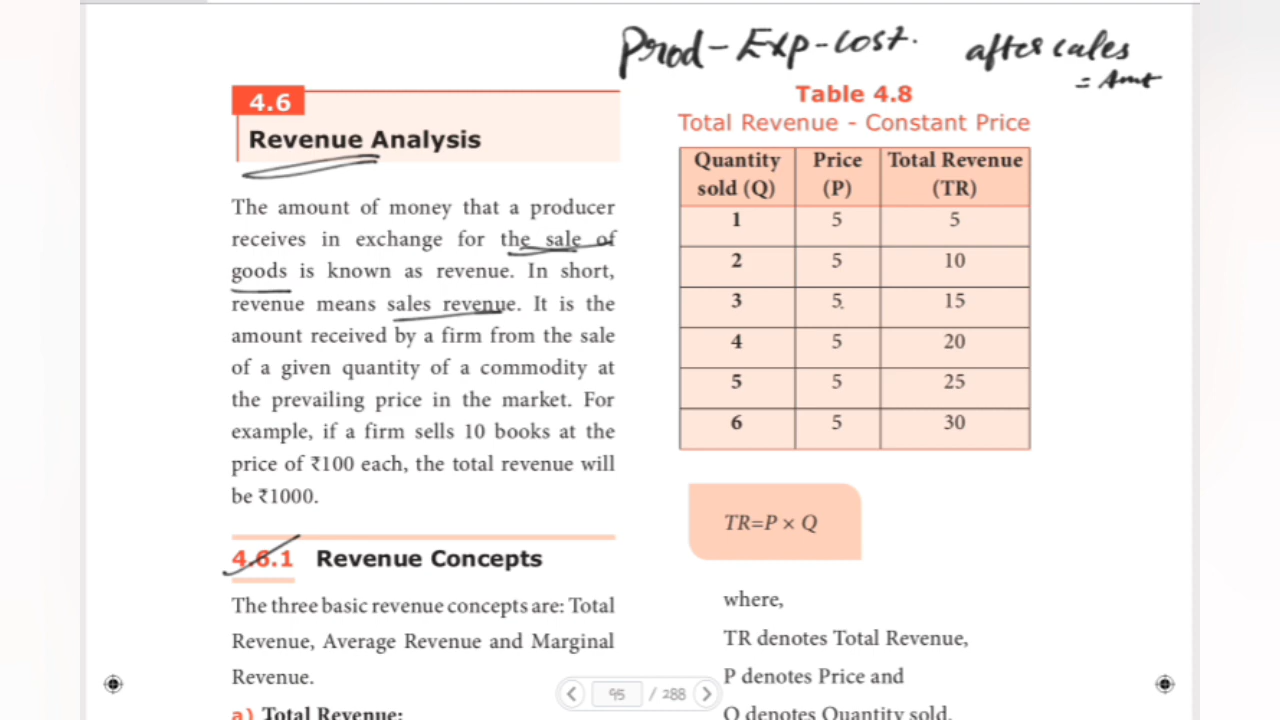 Prod - Exp - cost. after cales
= Amt
4.6
Revenue Analysis
The amount of money that a producer
receives in exchange for the sale of
goods is known as revenue. In short,
revenue means sales revenue. It is the
amount received by a firm from the sale
of a given quantity of a commodity at
the prevailing price in the market. For
example, if a firm sells 10 books at the
price of ₹100 each, the total revenue will
be ₹1000.
4.6.1 Revenue Concepts
The three basic revenue concepts are: Total
Revenue, Average Revenue and Marginal
Revenue.
a) Total Revenue:
Table 4.8
Total Revenue - Constant Price
Quantity sold (Q) Price (P) Total Revenue (TR)
1 5 5
2 5 10
3 5 15
4 5 20
5 5 25
6 5 30
TR=P × Q
where,
TR denotes Total Revenue,
P denotes Price and
Q denotes Quantity sold.
95 / 288